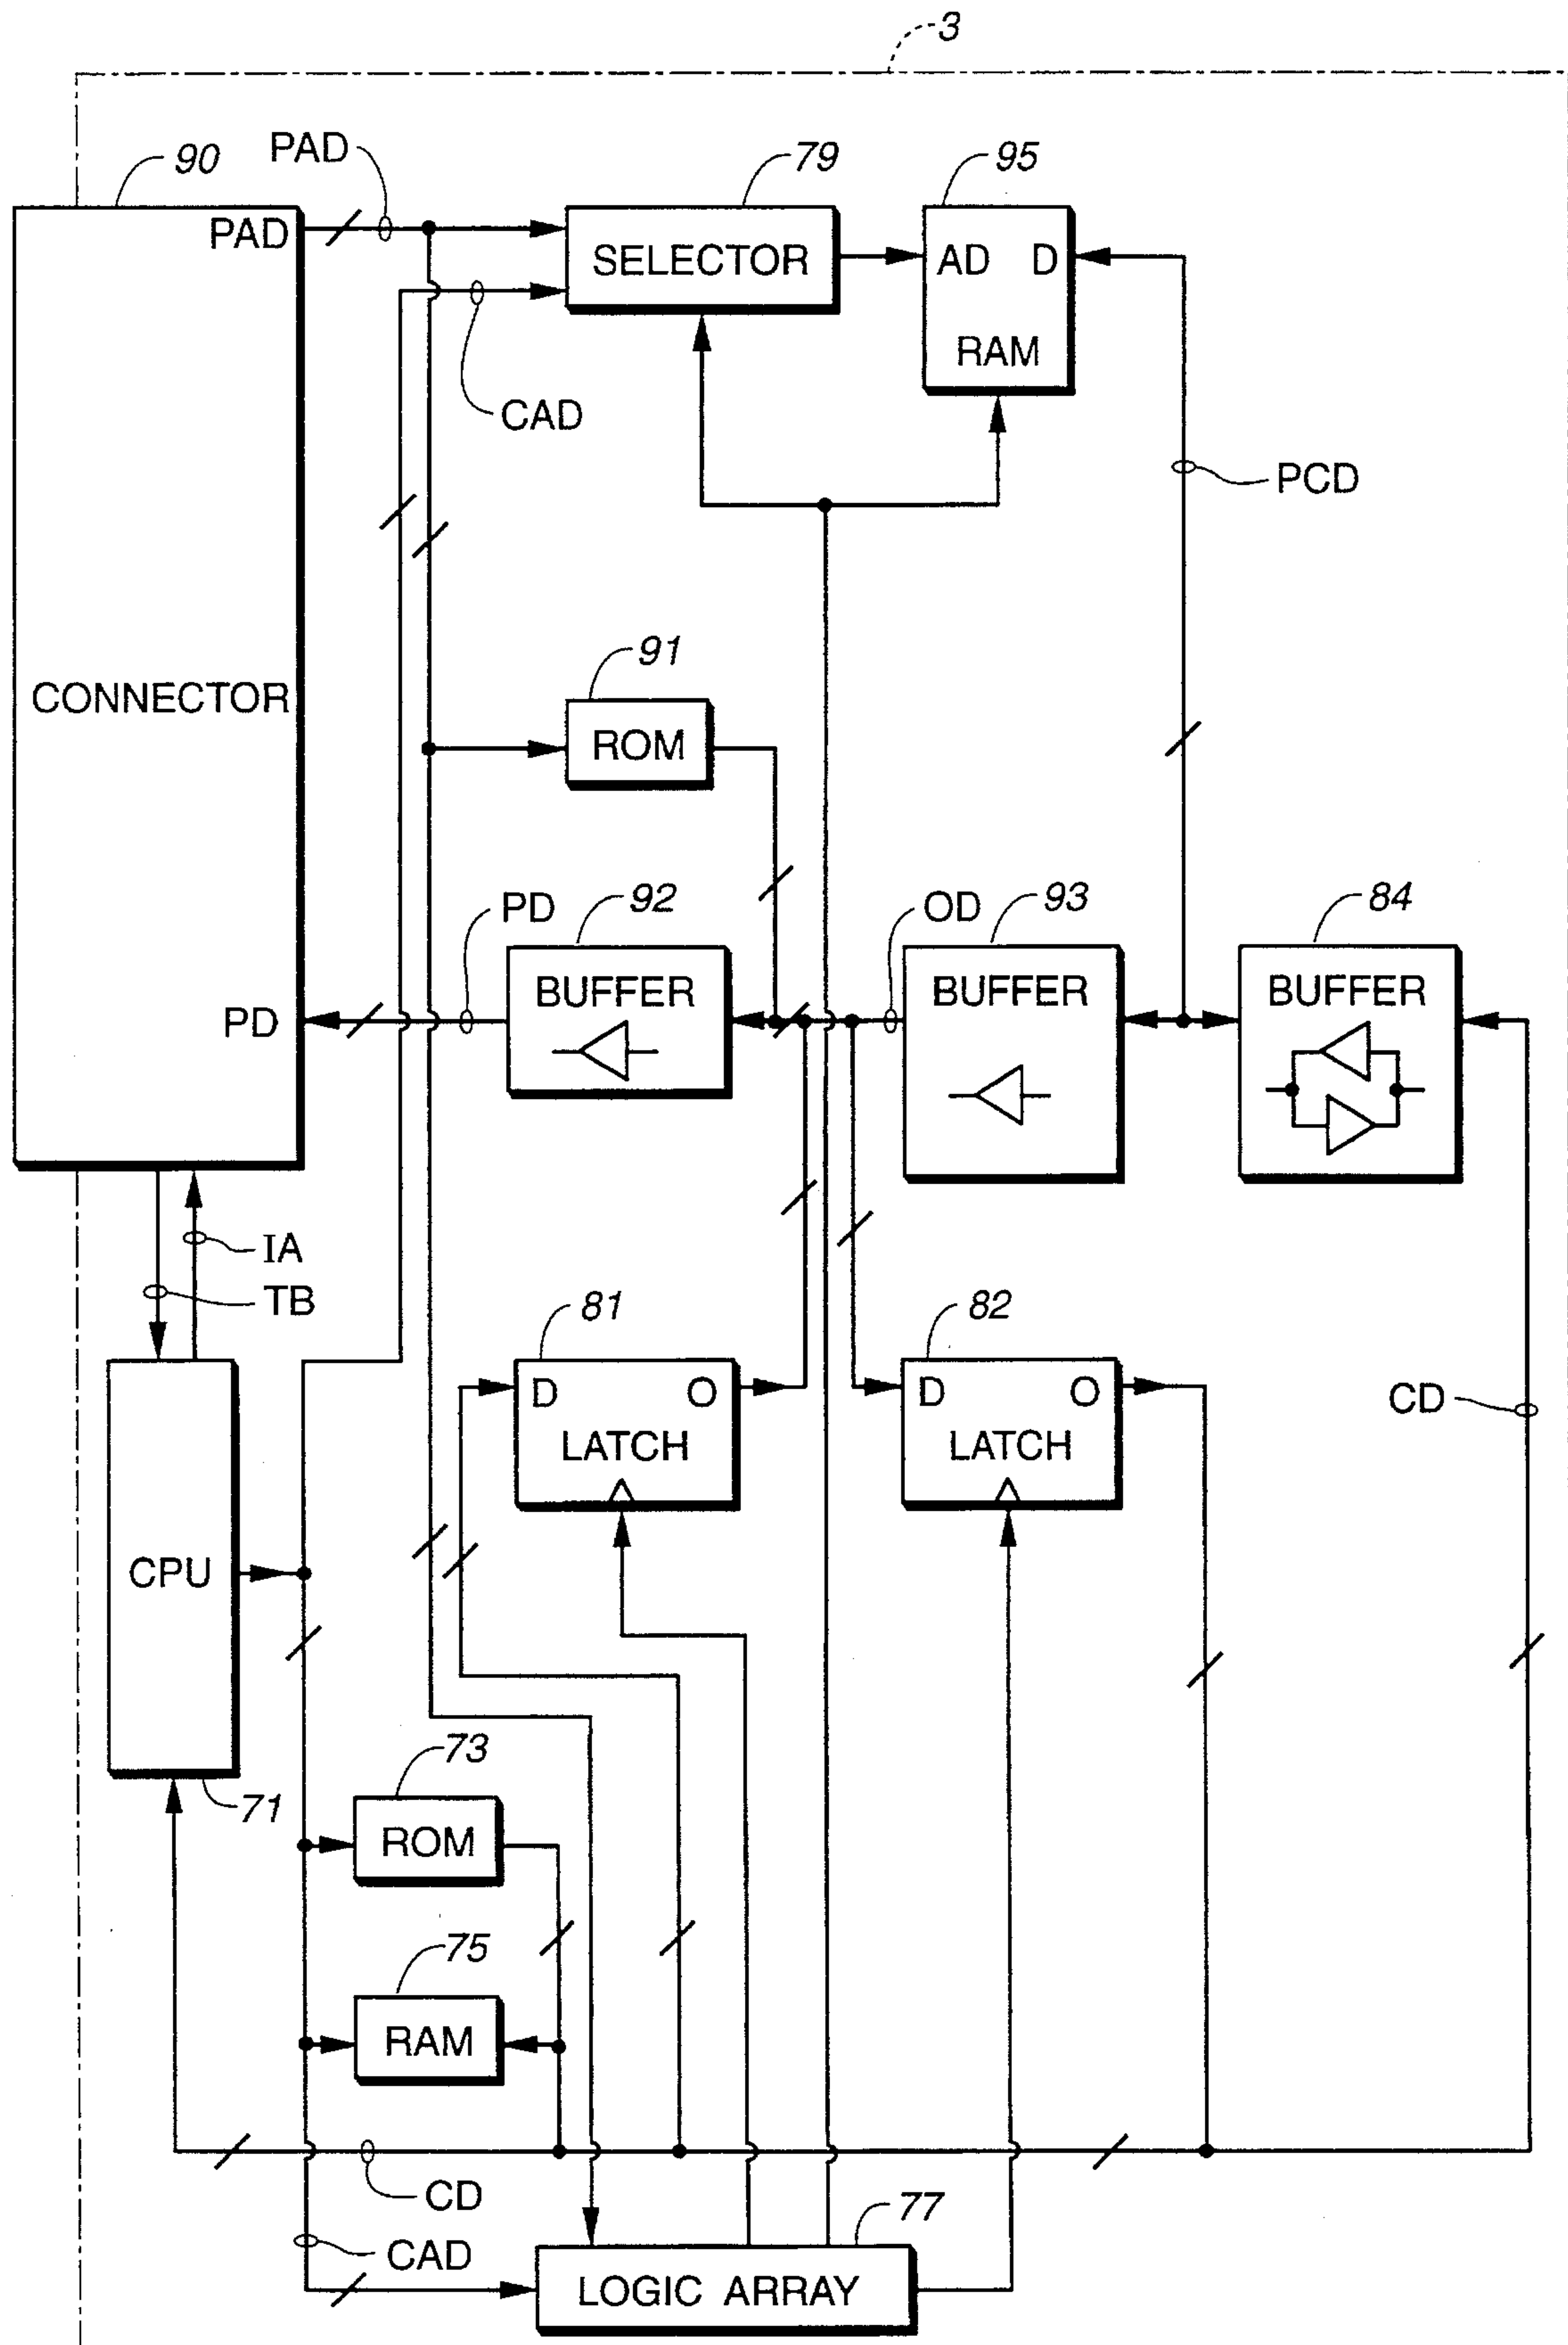 3
90
PAD
79
95
PAD
SELECTOR
AD D
RAM
CAD
PCD
91
CONNECTOR
ROM
PD
92
OD
93
84
BUFFER
BUFFER
BUFFER
PD
IA
TB
81
82
D O
LATCH
D O
LATCH
CD
CPU
73
71
ROM
75
RAM
CD
77
CAD
LOGIC ARRAY